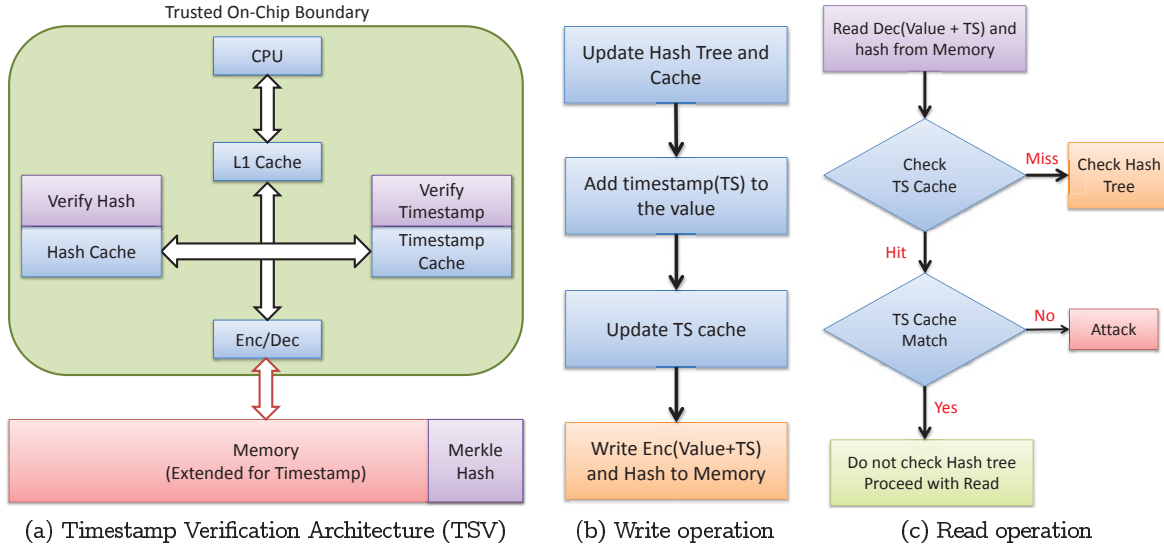 Trusted On-Chip Boundary
CPU
L1 Cache
Verify Hash
Hash Cache
Verify
Timestamp
Timestamp
Cache
Enc/Dec
Memory
(Extended for Timestamp)
Merkle
Hash
(a) Timestamp Verification Architecture (TSV)
Update Hash Tree and
Cache
Add timestamp(TS) to
the value
Update TS cache
Write Enc(Value+TS)
and Hash to Memory
(b) Write operation
Read Dec(Value + TS) and
hash from Memory
Check
TS Cache
Miss
Check Hash
Tree
Hit
TS Cache
Match
No
Attack
Yes
Do not check Hash tree
Proceed with Read
(c) Read operation